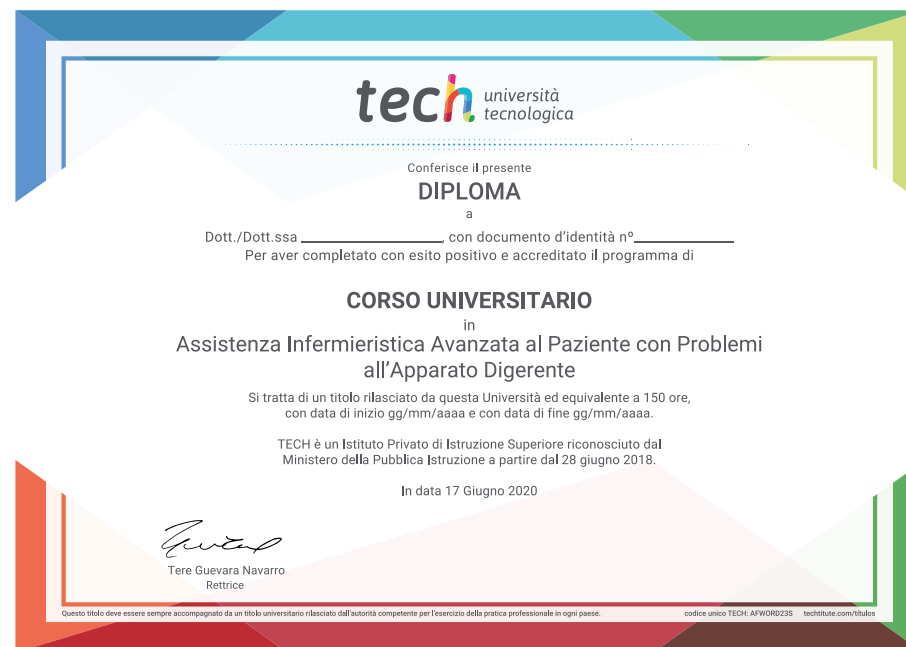 tech università
tecnologica
Conferisce il presente
DIPLOMA
a
Dott./Dott.ssa ____________________, con documento d'identità nº______________
Per aver completato con esito positivo e accreditato il programma di
CORSO UNIVERSITARIO
in
Assistenza Infermieristica Avanzata al Paziente con Problemi
all'Apparato Digerente
Si tratta di un titolo rilasciato da questa Università ed equivalente a 150 ore,
con data di inizio gg/mm/aaaa e con data di fine gg/mm/aaaa.
TECH è un Istituto Privato di Istruzione Superiore riconosciuto dal
Ministero della Pubblica Istruzione a partire dal 28 giugno 2018.
In data 17 Giugno 2020
Tere Guevara Navarro
Rettrice
Questo titolo deve essere sempre accompagnato da un titolo universitario rilasciato dall'autorità competente per l'esercizio della pratica professionale in ogni paese. codice unico TECH: AFWORD23S techtitute.com/titulos